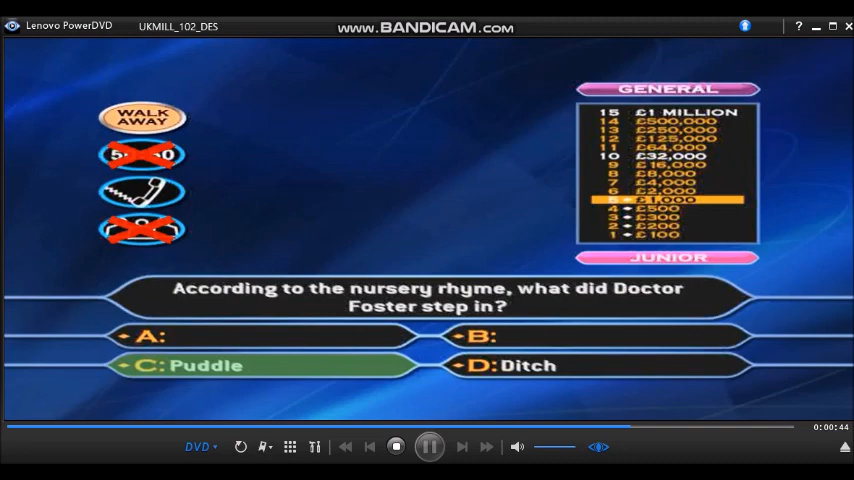 Lenovo PowerDVD
UKMILL_102_DES
www.BANDICAM.com
?
WALK
AWAY
GENERAL
15 £1 MILLION
14 £500,000
13 £250,000
12 £125,000
11 £64,000
10 £32,000
9 £16,000
8 £8,000
7 £4,000
6 £2,000
5 £1,000
4 £500
3 £300
2 £200
1 £100
JUNIOR
According to the nursery rhyme, what did Doctor
Foster step in?
A:
B:
C: Puddle
D: Ditch
0:00:44
DVD